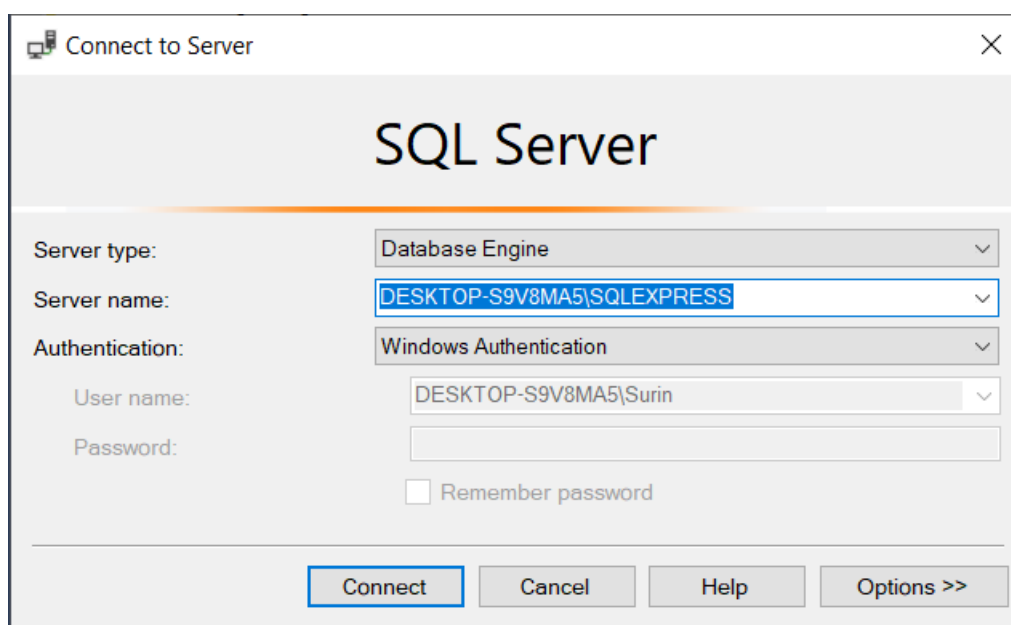 Connect to Server
SQL Server
Server type: Database Engine
Server name: DESKTOP-S9V8MA5\SQLEXPRESS
Authentication: Windows Authentication
User name: DESKTOP-S9V8MA5\Surin
Password:
Remember password
Connect Cancel Help Options >>